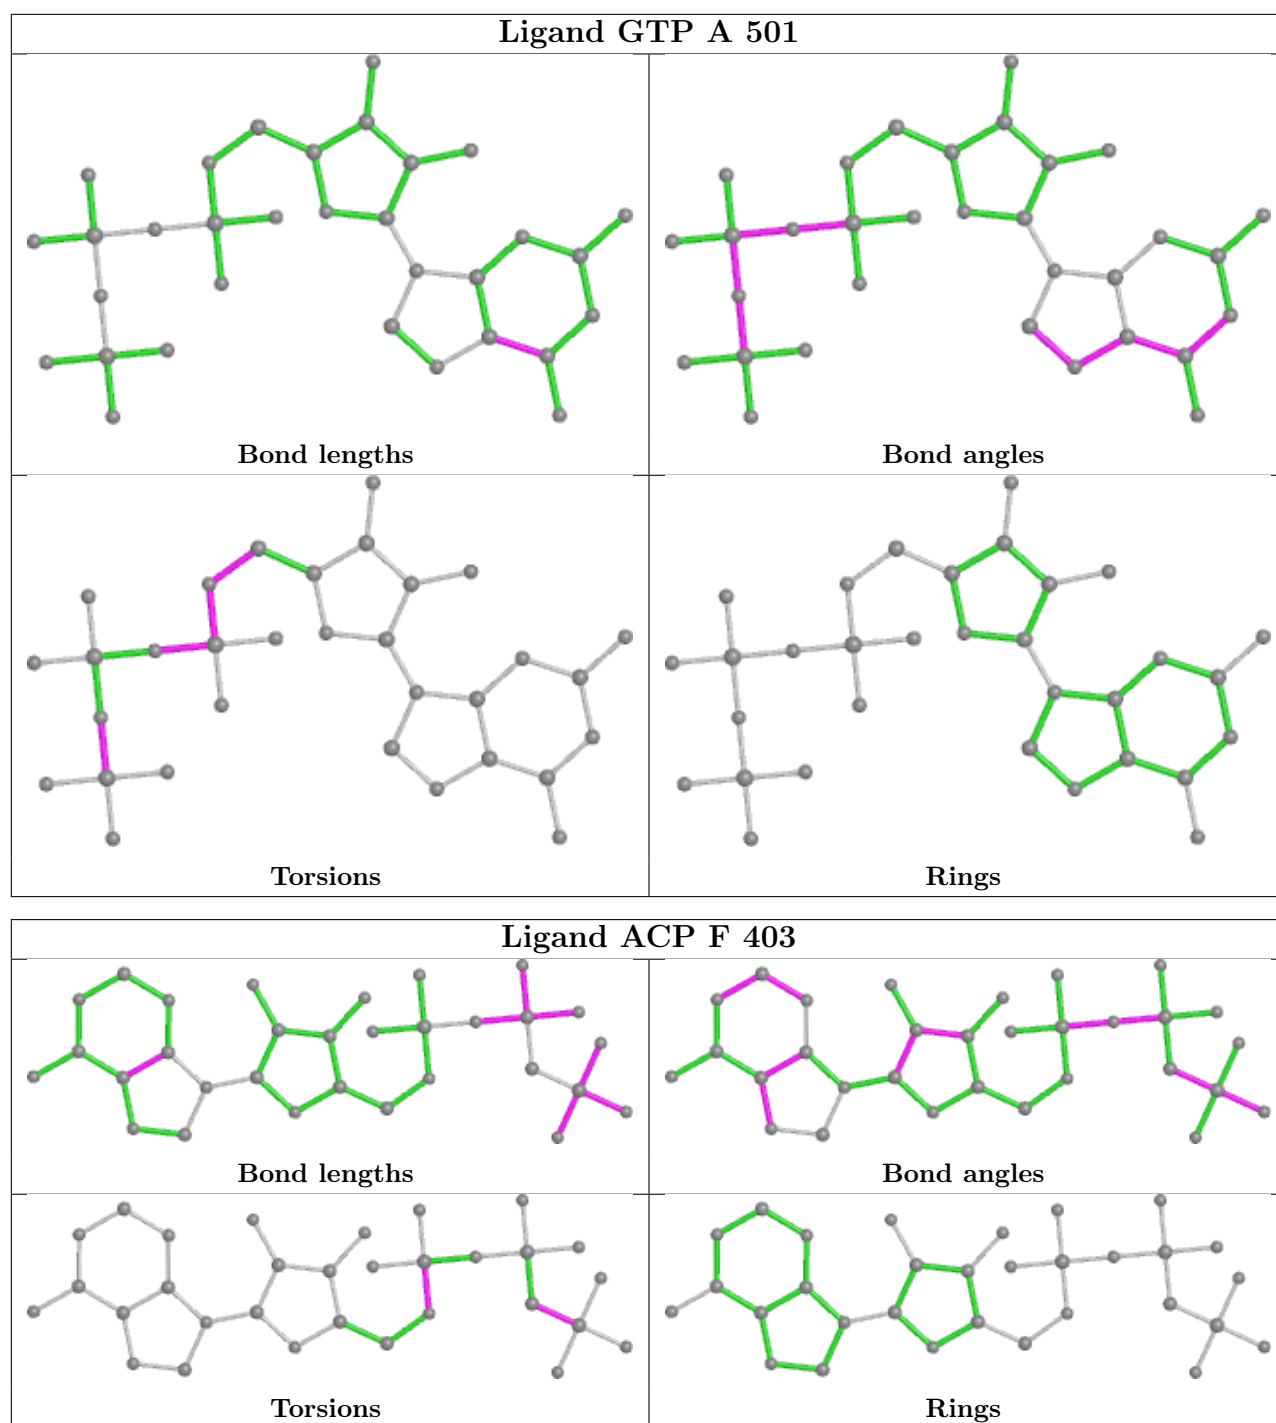 Ligand GTP A 501
Bond lengths
Bond angles
Torsions
Rings
Ligand ACP F 403
Bond lengths
Bond angles
Torsions
Rings